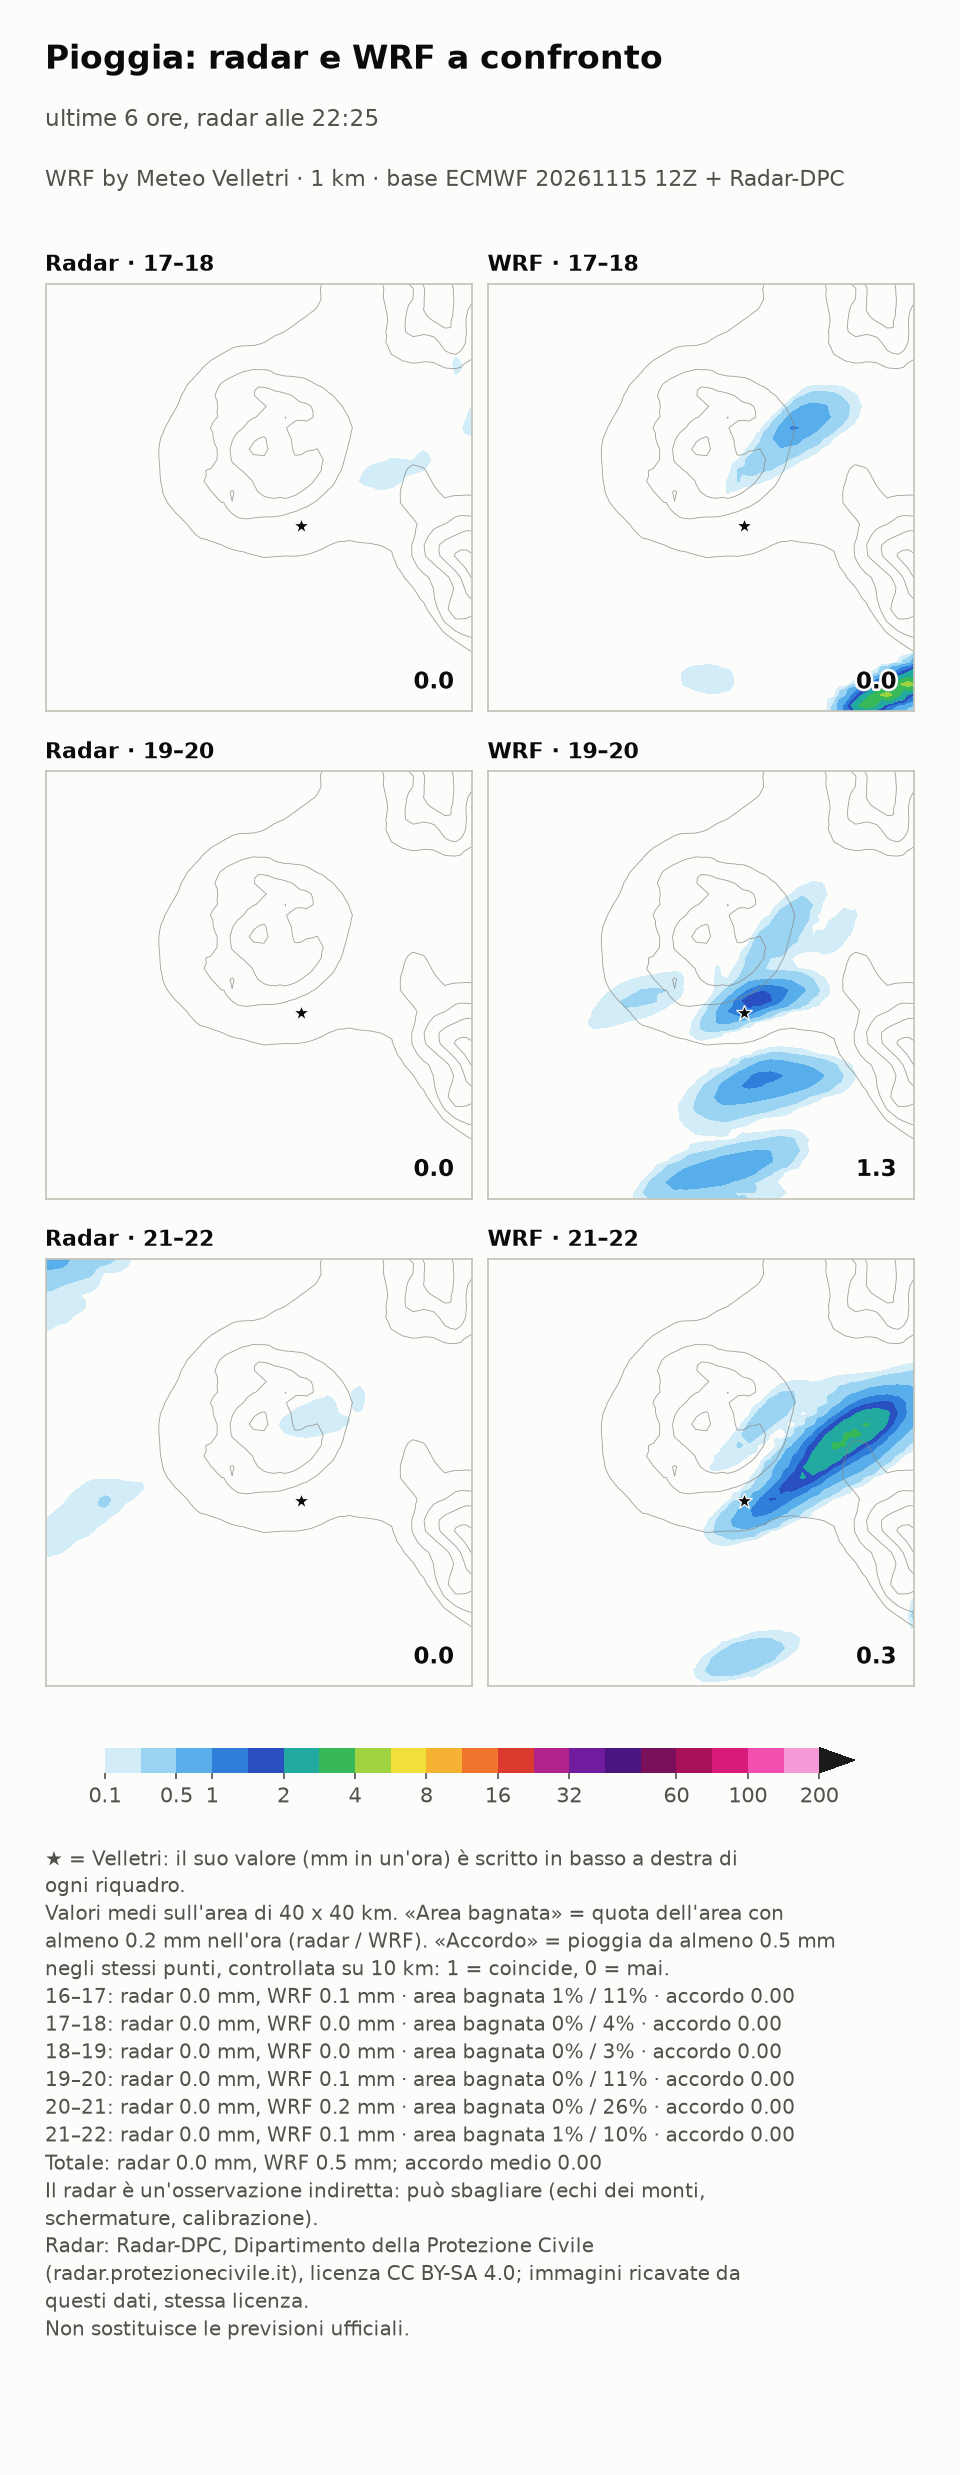 Pioggia: radar e WRF a confronto
ultime 6 ore, radar alle 22:25
WRF by Meteo Velletri · 1 km · base ECMWF 20261115 12Z + Radar-DPC
Radar · 17–18
WRF · 17–18
0.0
0.0
Radar · 19–20
WRF · 19–20
0.0
1.3
Radar · 21–22
WRF · 21–22
0.0
0.3
0.1 0.5 1 2 4 8 16 32 60 100 200
★ = Velletri: il suo valore (mm in un'ora) è scritto in basso a destra di
ogni riquadro.
Valori medi sull'area di 40 x 40 km. «Area bagnata» = quota dell'area con
almeno 0.2 mm nell'ora (radar / WRF). «Accordo» = pioggia da almeno 0.5 mm
negli stessi punti, controllata su 10 km: 1 = coincide, 0 = mai.
16–17: radar 0.0 mm, WRF 0.1 mm · area bagnata 1% / 11% · accordo 0.00
17–18: radar 0.0 mm, WRF 0.0 mm · area bagnata 0% / 4% · accordo 0.00
18–19: radar 0.0 mm, WRF 0.0 mm · area bagnata 0% / 3% · accordo 0.00
19–20: radar 0.0 mm, WRF 0.1 mm · area bagnata 0% / 11% · accordo 0.00
20–21: radar 0.0 mm, WRF 0.2 mm · area bagnata 0% / 26% · accordo 0.00
21–22: radar 0.0 mm, WRF 0.1 mm · area bagnata 1% / 10% · accordo 0.00
Totale: radar 0.0 mm, WRF 0.5 mm; accordo medio 0.00
Il radar è un'osservazione indiretta: può sbagliare (echi dei monti,
schermature, calibrazione).
Radar: Radar-DPC, Dipartimento della Protezione Civile
(radar.protezionecivile.it), licenza CC BY-SA 4.0; immagini ricavate da
questi dati, stessa licenza.
Non sostituisce le previsioni ufficiali.